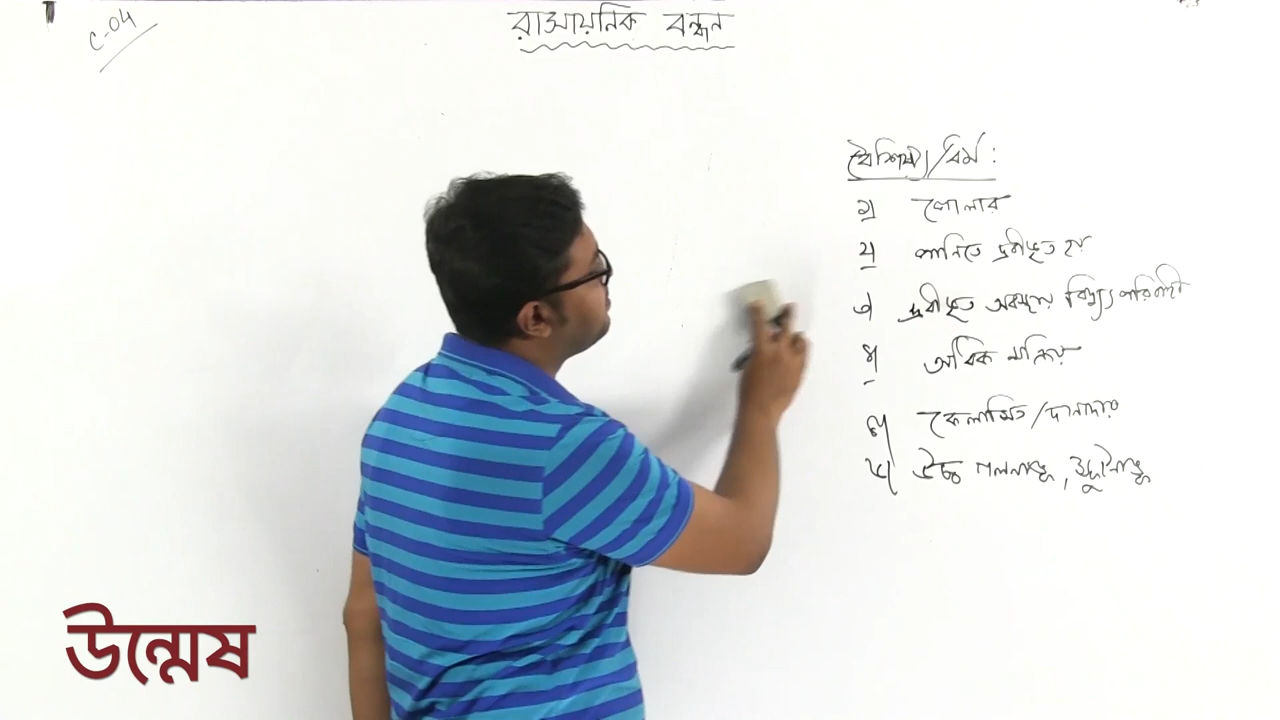 রাসায়নিক বন্ধন
C-04
বৈশিষ্ট্য/ধর্ম :
১) পোলার
২) পানিতে দ্রবীভূত হয়
৩) দ্রবীভূত অবস্থায় বিদ্যুৎ পরিবাহী
৪) অধিক সক্রিয়
৫) কেলাসিত/দানাদার
৬) উচ্চ গলনাঙ্ক, স্ফুটনাঙ্ক
উন্মেষ